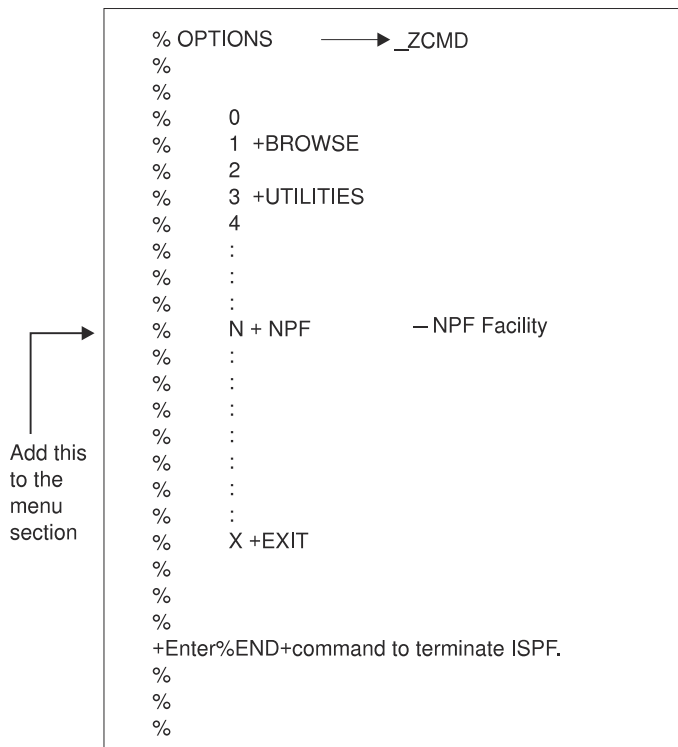 % OPTIONS _ZCMD
%
%
% 0
% 1 +BROWSE
% 2
% 3 +UTILITIES
% 4
% :
% :
% :
% N + NPF – NPF Facility
% :
% :
% :
% :
% :
% :
% :
% X +EXIT
%
%
%
+Enter%END+command to terminate ISPF.
%
%
%
Add this
to the
menu
section